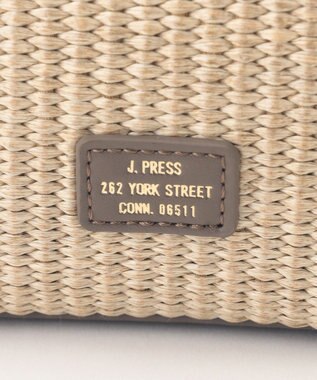 J. PRESS
262 YORK STREET
CONN. 06511